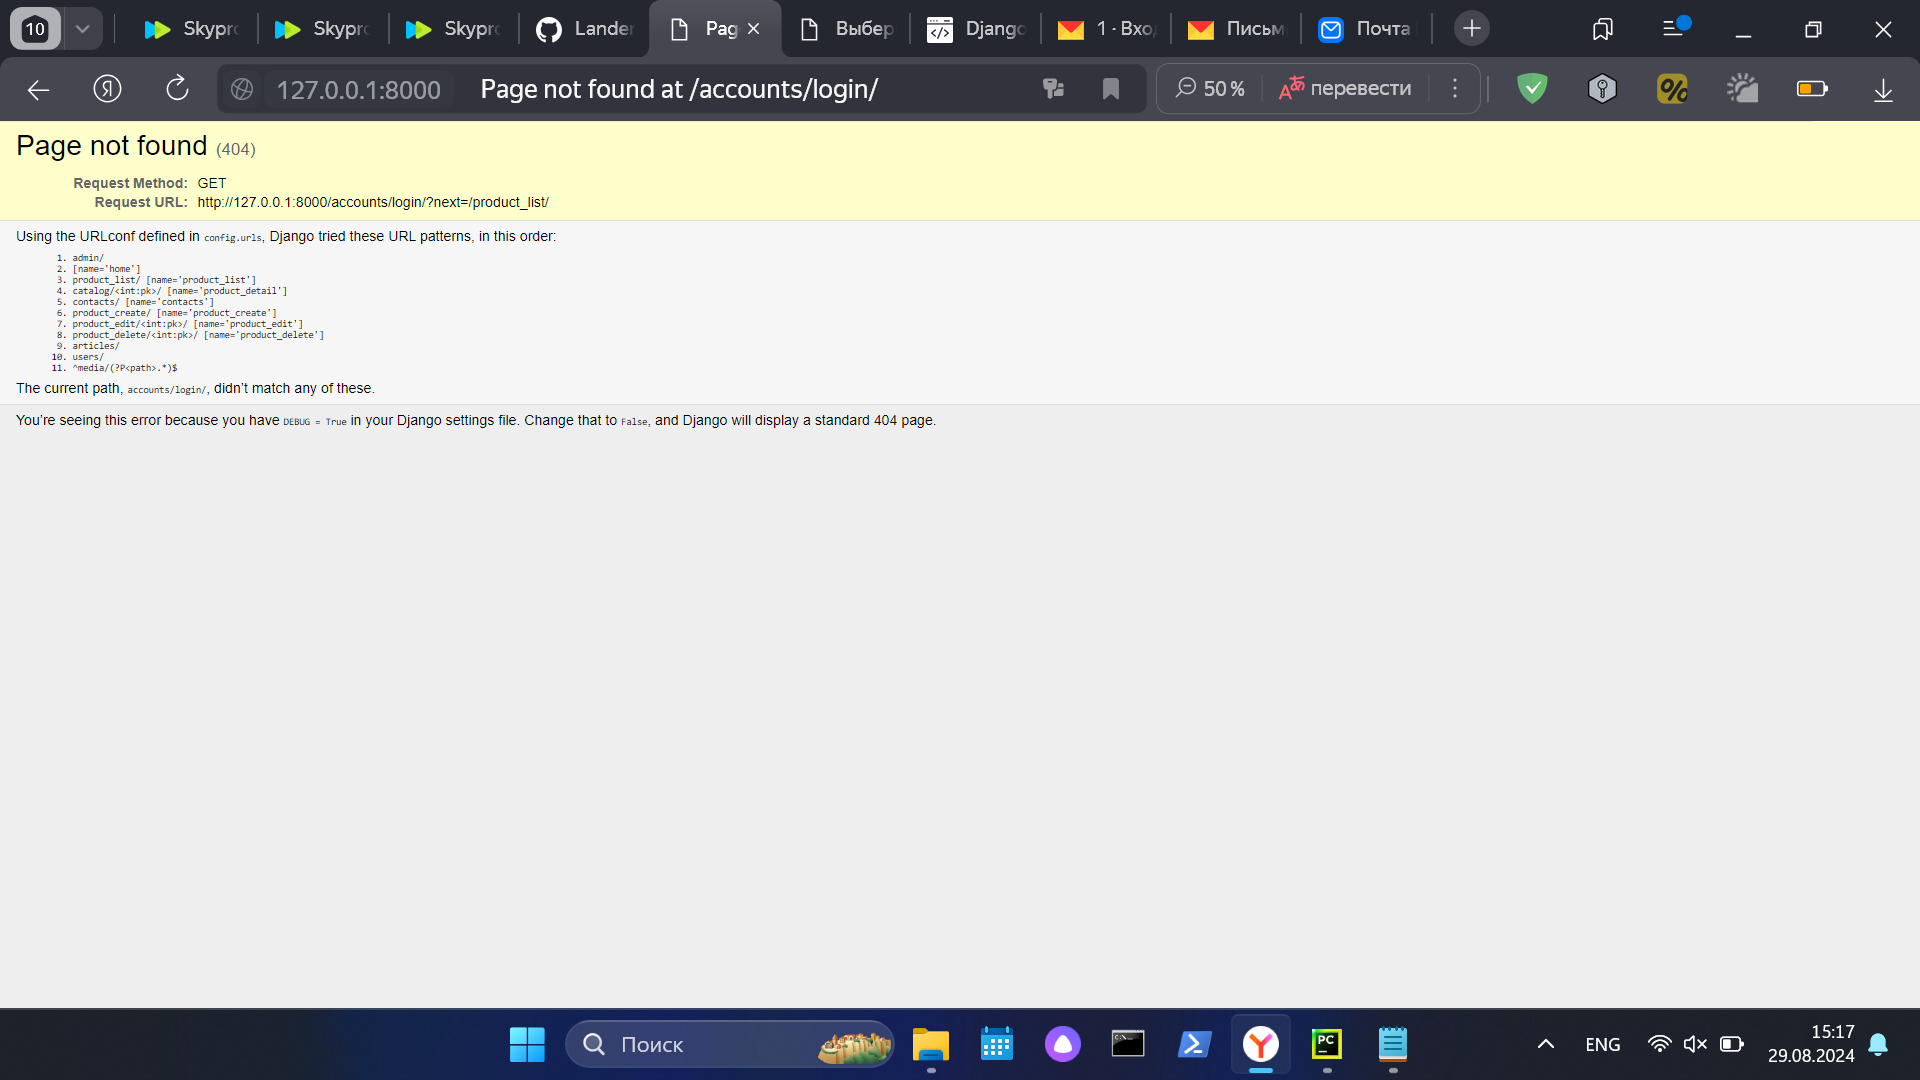 10
Skypro
Skypro
Skypro
Lander
Pag
Выбер
Django
1 · Вхо
Письм
Почта
127.0.0.1:8000
Page not found at /accounts/login/
50 %
перевести
Page not found (404)
Request Method: GET
Request URL: http://127.0.0.1:8000/accounts/login/?next=/product_list/
Using the URLconf defined in config.urls, Django tried these URL patterns, in this order:
1. admin/
2. [name='home']
3. product_list/ [name='product_list']
4. catalog/<int:pk>/ [name='product_detail']
5. contacts/ [name='contacts']
6. product_create/ [name='product_create']
7. product_edit/<int:pk>/ [name='product_edit']
8. product_delete/<int:pk>/ [name='product_delete']
9. articles/
10. users/
11. ^media/(?P<path>.*)$
The current path, accounts/login/, didn’t match any of these.
You’re seeing this error because you have DEBUG = True in your Django settings file. Change that to False, and Django will display a standard 404 page.
Поиск
PC
ENG
15:17
29.08.2024